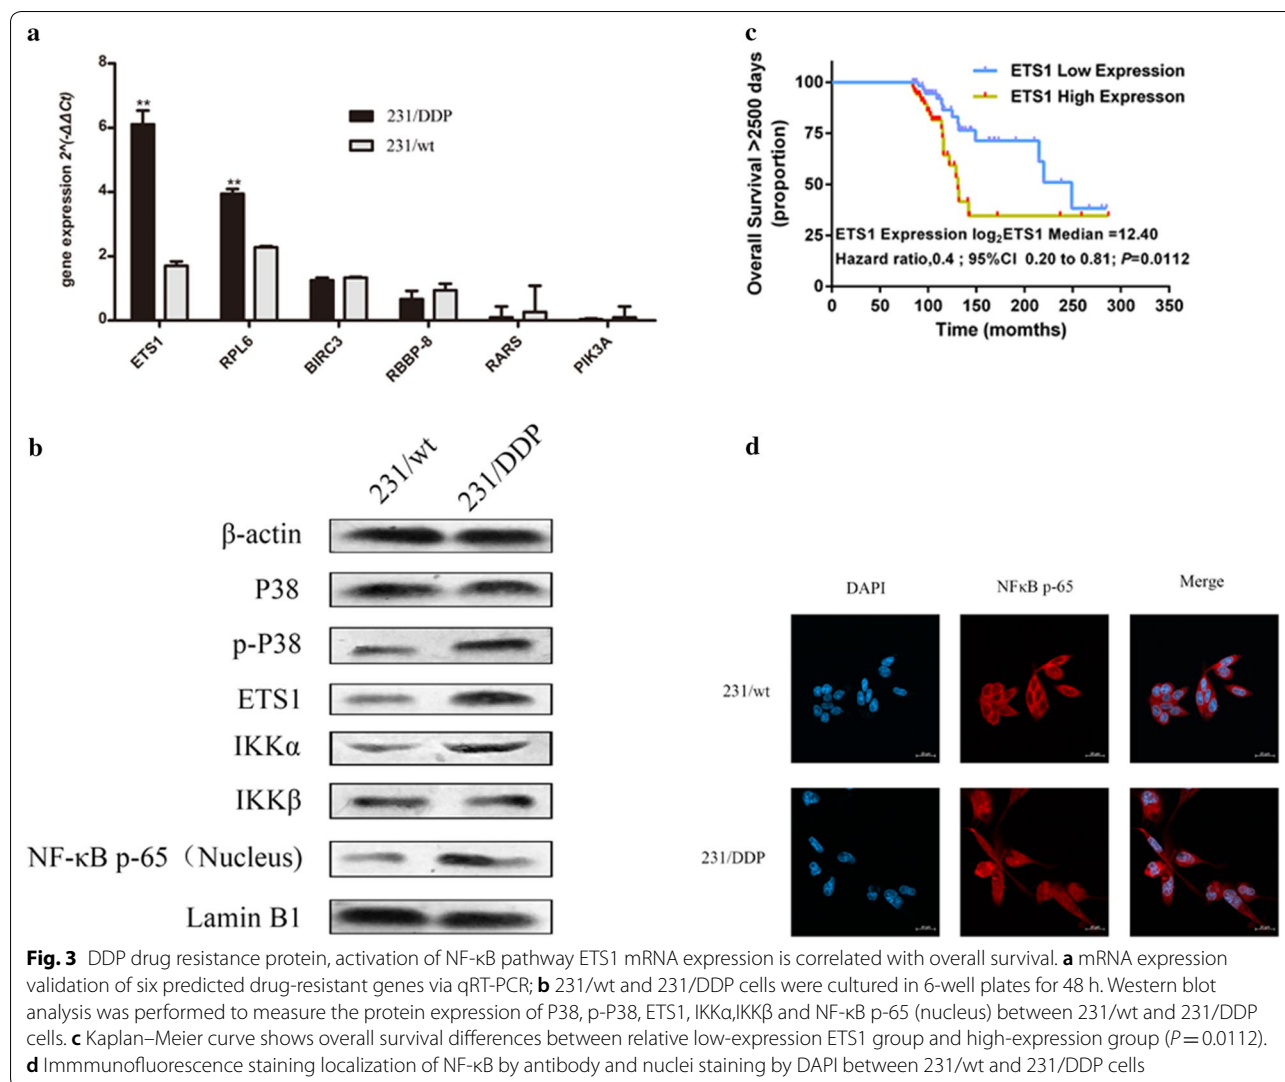 a
gene expression 2^(-ΔΔCt)
8
6
4
2
0
**
**
231/DDP
231/wt
ETS1
RPL6
BIRC3
RBBP-8
RARS
PIK3A
c
Overall Survival >2500 days
(proportion)
100
75
50
25
0
ETS1 Low Expression
ETS1 High Expresson
ETS1 Expression log₂ETS1 Median =12.40
Hazard ratio,0.4 ; 95%CI 0.20 to 0.81; P=0.0112
0 50 100 150 200 250 300 350
Time (momths)
b
231/wt
231/DDP
β-actin
P38
p-P38
ETS1
IKKα
IKKβ
NF-κB p-65（Nucleus)
Lamin B1
d
DAPI NFκB p-65 Merge
231/wt
231/DDP
Fig. 3 DDP drug resistance protein, activation of NF-κB pathway ETS1 mRNA expression is correlated with overall survival. a mRNA expression
validation of six predicted drug-resistant genes via qRT-PCR; b 231/wt and 231/DDP cells were cultured in 6-well plates for 48 h. Western blot
analysis was performed to measure the protein expression of P38, p-P38, ETS1, IKKα,IKKβ and NF-κB p-65 (nucleus) between 231/wt and 231/DDP
cells. c Kaplan–Meier curve shows overall survival differences between relative low-expression ETS1 group and high-expression group (P = 0.0112).
d Immmunofluorescence staining localization of NF-κB by antibody and nuclei staining by DAPI between 231/wt and 231/DDP cells